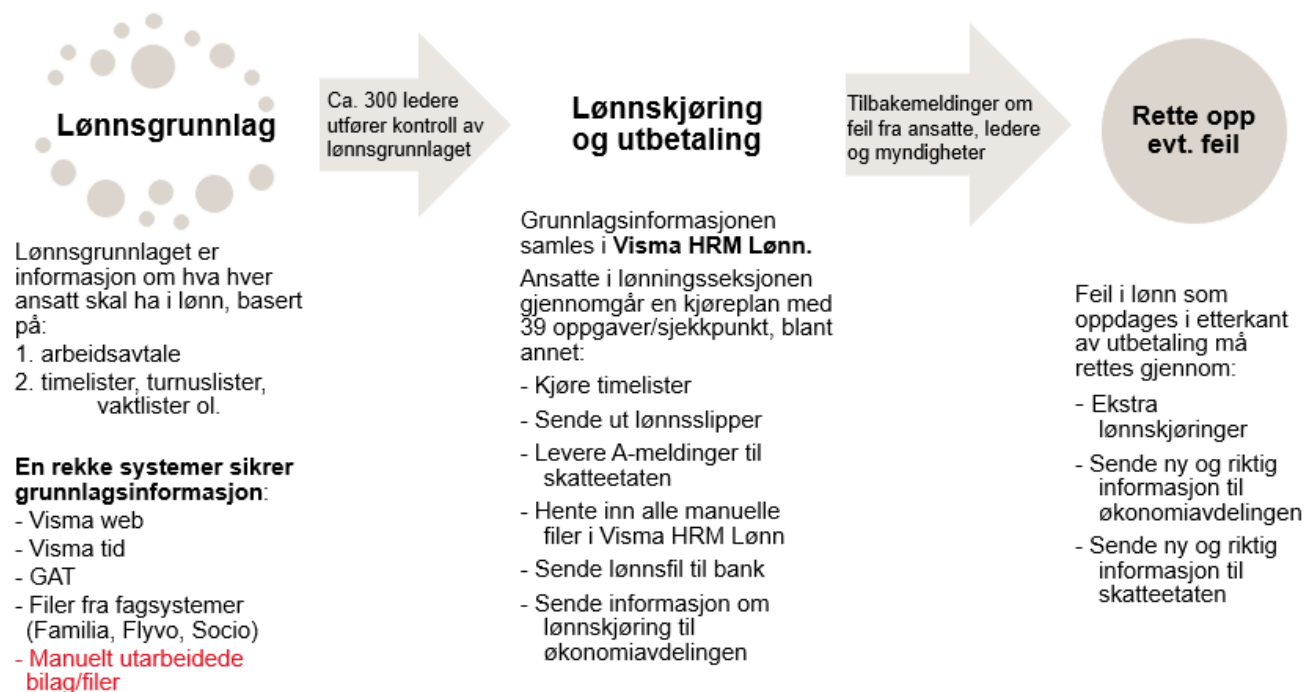 Lønnsgrunnlag
Lønnsgrunnlaget er
informasjon om hva hver
ansatt skal ha i lønn, basert
på:
1. arbeidsavtale
2. timelister, turnuslister,
vaktlister ol.
En rekke systemer sikrer
grunnlagsinformasjon:
- Visma web
- Visma tid
- GAT
- Filer fra fagsystemer
(Familia, Flyvo, Socio)
- Manuelt utarbeidede
bilag/filer
Ca. 300 ledere
utfører kontroll av
lønnsgrunnlaget
Lønnskjøring
og utbetaling
Grunnlagsinformasjonen
samles i Visma HRM Lønn.
Ansatte i lønningsseksjonen
gjennomgår en kjøreplan med
39 oppgaver/sjekkpunkt, blant
annet:
- Kjøre timelister
- Sende ut lønnsslipper
- Levere A-meldinger til
skatteetaten
- Hente inn alle manuelle
filer i Visma HRM Lønn
- Sende lønnsfil til bank
- Sende informasjon om
lønnskjøring til
økonomiavdelingen
Tilbakemeldinger om
feil fra ansatte, ledere
og myndigheter
Rette opp
evt. feil
Feil i lønn som
oppdages i etterkant
av utbetaling må
rettes gjennom:
- Ekstra
lønnskjøringer
- Sende ny og riktig
informasjon til
økonomiavdelingen
- Sende ny og riktig
informasjon til
skatteetaten